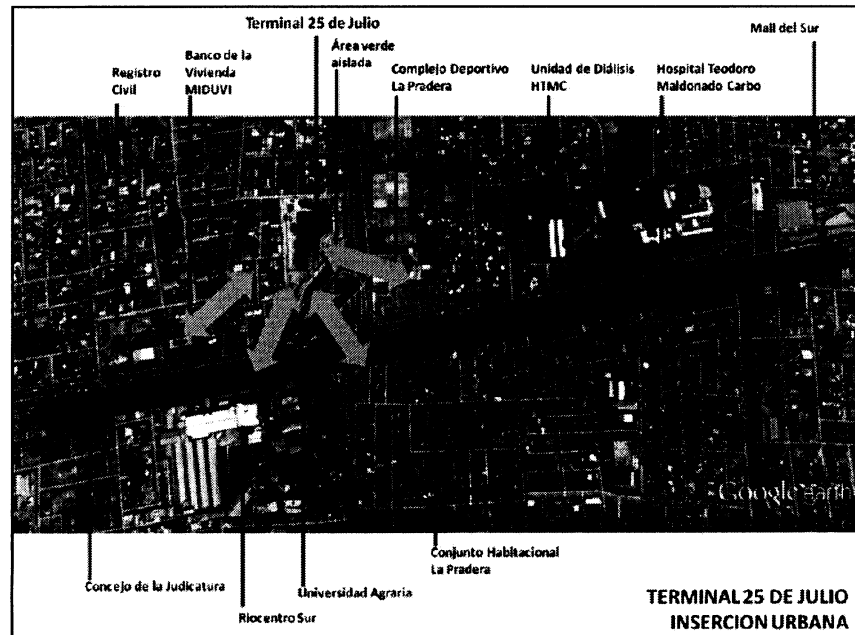 Terminal 25 de Julio
Mall del Sur
Registro
Civil
Banco de la
Vivienda
MIDUVI
Área verde
aislada
Complejo Deportivo
La Pradera
Unidad de Diálisis
HTMC
Hospital Teodoro
Maldonado Carbo
Google earth
Concejo de la Judicatura
Riocentro Sur
Universidad Agraria
Conjunto Habitacional
La Pradera
TERMINAL 25 DE JULIO
INSERCION URBANA